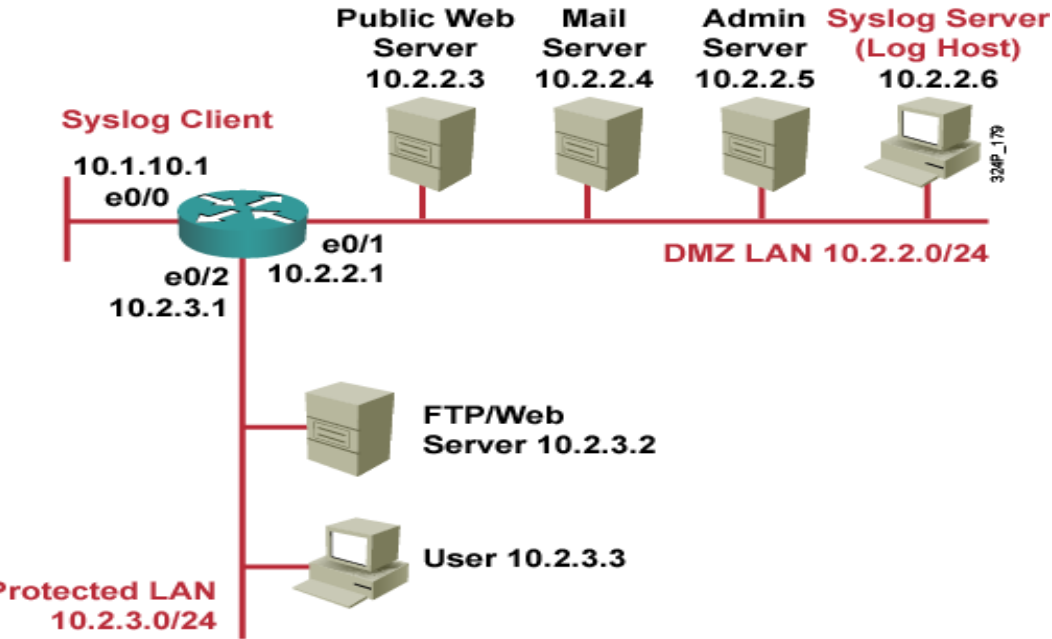 Public Web
Server
10.2.2.3
Mail
Server
10.2.2.4
Admin
Server
10.2.2.5
Syslog Server
(Log Host)
10.2.2.6
324P_179
Syslog Client
10.1.10.1
e0/0
e0/1
10.2.2.1
DMZ LAN 10.2.2.0/24
e0/2
10.2.3.1
FTP/Web
Server 10.2.3.2
User 10.2.3.3
Protected LAN
10.2.3.0/24